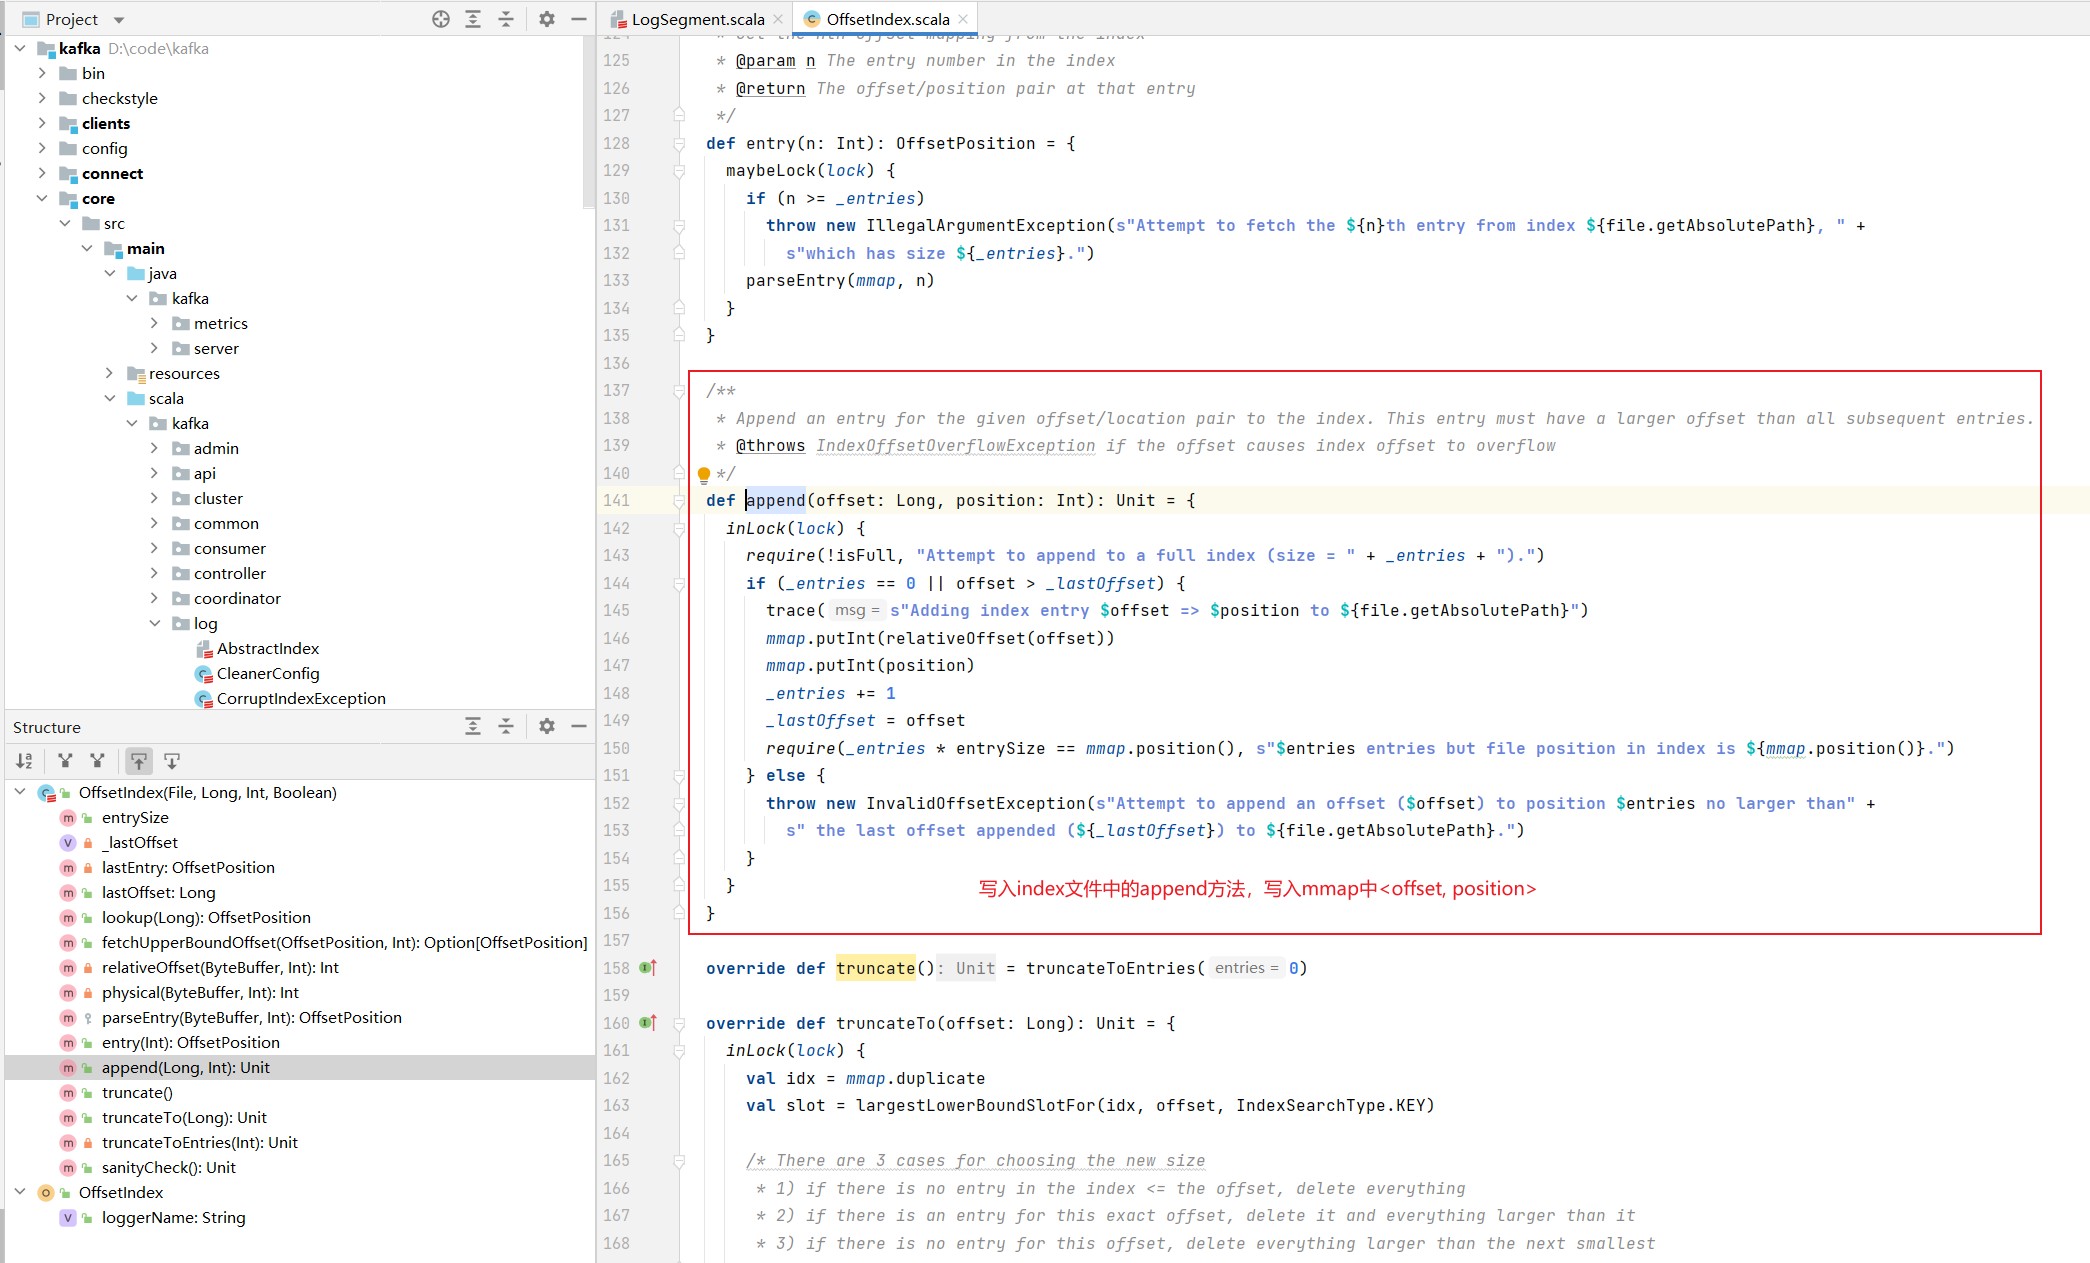 Project
kafka D:\code\kafka
bin
checkstyle
clients
config
connect
core
src
main
java
kafka
metrics
server
resources
scala
kafka
admin
api
cluster
common
consumer
controller
coordinator
log
AbstractIndex
CleanerConfig
CorruptIndexException
Structure
OffsetIndex(File, Long, Int, Boolean)
entrySize
_lastOffset
lastEntry: OffsetPosition
lastOffset: Long
lookup(Long): OffsetPosition
fetchUpperBoundOffset(OffsetPosition, Int): Option[OffsetPosition]
relativeOffset(ByteBuffer, Int): Int
physical(ByteBuffer, Int): Int
parseEntry(ByteBuffer, Int): OffsetPosition
entry(Int): OffsetPosition
append(Long, Int): Unit
truncate()
truncateTo(Long): Unit
truncateToEntries(Int): Unit
sanityCheck(): Unit
OffsetIndex
loggerName: String
LogSegment.scala OffsetIndex.scala
125 * @param n The entry number in the index
126 * @return The offset/position pair at that entry
127 */
128 def entry(n: Int): OffsetPosition = {
129 maybeLock(lock) {
130 if (n >= _entries)
131 throw new IllegalArgumentException(s"Attempt to fetch the ${n}th entry from index ${file.getAbsolutePath}, " +
132 s"which has size ${_entries}.")
133 parseEntry(mmap, n)
134 }
135 }
136
137 /**
138 * Append an entry for the given offset/location pair to the index. This entry must have a larger offset than all subsequent entries.
139 * @throws IndexOffsetOverflowException if the offset causes index offset to overflow
140 */
141 def append(offset: Long, position: Int): Unit = {
142 inLock(lock) {
143 require(!isFull, "Attempt to append to a full index (size = " + _entries + ").")
144 if (_entries == 0 || offset > _lastOffset) {
145 trace( msg = s"Adding index entry $offset => $position to ${file.getAbsolutePath}")
146 mmap.putInt(relativeOffset(offset))
147 mmap.putInt(position)
148 _entries += 1
149 _lastOffset = offset
150 require(_entries * entrySize == mmap.position(), s"$entries entries but file position in index is ${mmap.position()}.")
151 } else {
152 throw new InvalidOffsetException(s"Attempt to append an offset ($offset) to position $entries no larger than" +
153 s" the last offset appended (${_lastOffset}) to ${file.getAbsolutePath}.")
154 }
155 }
写入index文件中的append方法，写入mmap中<offset, position>
156 }
157
158 override def truncate(): Unit = truncateToEntries( entries = 0)
159
160 override def truncateTo(offset: Long): Unit = {
161 inLock(lock) {
162 val idx = mmap.duplicate
163 val slot = largestLowerBoundSlotFor(idx, offset, IndexSearchType.KEY)
164
165 /* There are 3 cases for choosing the new size
166 * 1) if there is no entry in the index <= the offset, delete everything
167 * 2) if there is an entry for this exact offset, delete it and everything larger than it
168 * 3) if there is no entry for this offset, delete everything larger than the next smallest